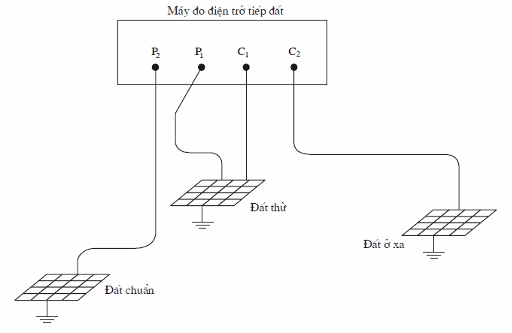 Máy đo điện trở tiếp đất
P2 P1 C1 C2
Đất thử
Đất ở xa
Đất chuẩn